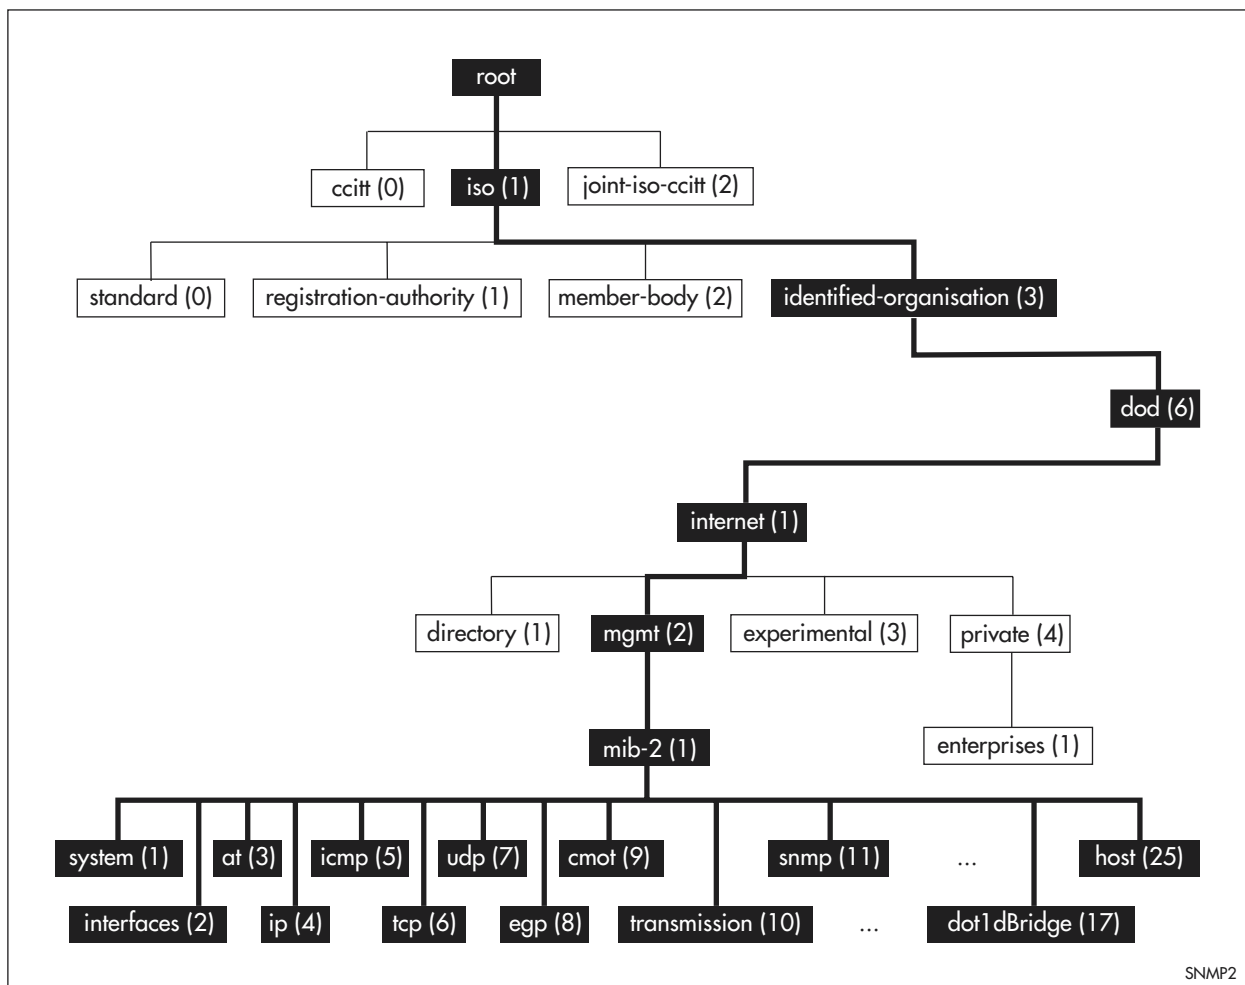 root
ccitt (0)
iso (1)
joint-iso-ccitt (2)
standard (0)
registration-authority (1)
member-body (2)
identified-organisation (3)
dod (6)
internet (1)
directory (1)
mgmt (2)
experimental (3)
private (4)
mib-2 (1)
enterprises (1)
system (1)
at (3)
icmp (5)
udp (7)
cmot (9)
snmp (11)
...
host (25)
interfaces (2)
ip (4)
tcp (6)
egp (8)
transmission (10)
...
dot1dBridge (17)
SNMP2